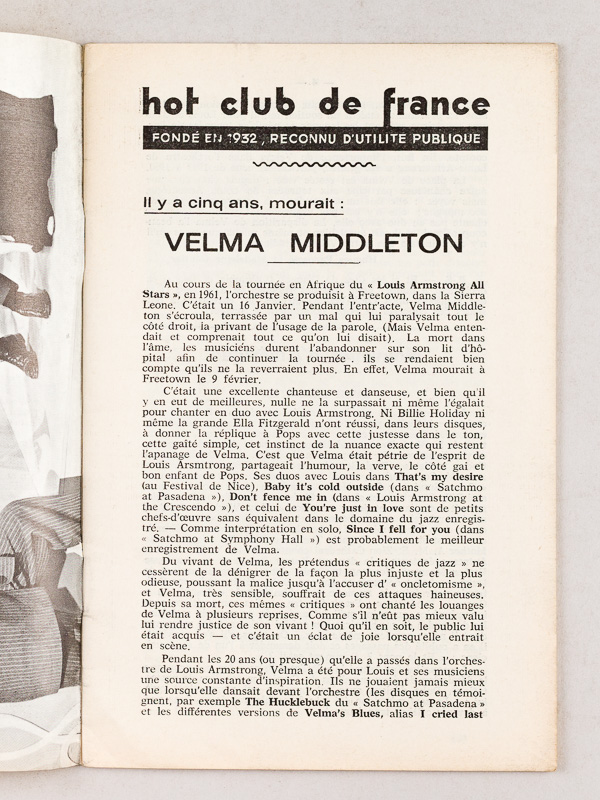 hot club de france
FONDÉ EN 1932, RECONNU D'UTILITE PUBLIQUE
Il y a cinq ans, mourait :
VELMA MIDDLETON
Au cours de la tournée en Afrique du « Louis Armstrong All
Stars », en 1961, l'orchestre se produisit à Freetown, dans la Sierra
Leone. C'était un 16 Janvier. Pendant l'entr'acte, Velma Middle-
ton s'écroula, terrassée par un mal qui lui paralysait tout le
côté droit, la privant de l'usage de la parole. (Mais Velma enten-
dait et comprenait tout ce qu'on lui disait). La mort dans
l'âme, les musiciens durent l'abandonner sur son lit d'hô-
pital afin de continuer la tournée . ils se rendaient bien
compte qu'ils ne la reverraient plus. En effet, Velma mourait à
Freetown le 9 février.
C'était une excellente chanteuse et danseuse, et bien qu'il
y en eut de meilleures, nulle ne la surpassait ni même l'égalait
pour chanter en duo avec Louis Armstrong. Ni Billie Holiday ni
même la grande Ella Fitzgerald n'ont réussi, dans leurs disques,
à donner la réplique à Pops avec cette justesse dans le ton,
cette gaité simple, cet instinct de la nuance exacte qui restent
l'apanage de Velma. C'est que Velma était pétrie de l'esprit de
Louis Arsmtrong, partageait l'humour, la verve, le côté gai et
bon enfant de Pops. Ses duos avec Louis dans That's my desire
(au Festival de Nice), Baby it's cold outside (dans « Satchmo
at Pasadena »), Don't fence me in (dans « Louis Armstrong at
the Crescendo »), et celui de You're just in love sont de petits
chefs-d'œuvre sans équivalent dans le domaine du jazz enregis-
tré. — Comme interprétation en solo, Since I fell for you (dans
« Satchmo at Symphony Hall ») est probablement le meilleur
enregistrement de Velma.
Du vivant de Velma, les prétendus « critiques de jazz » ne
cessèrent de la dénigrer de la façon la plus injuste et la plus
odieuse, poussant la malice jusqu'à l'accuser d' « oncletomisme »,
et Velma, très sensible, souffrait de ces attaques haineuses.
Depuis sa mort, ces mêmes « critiques » ont chanté les louanges
de Velma à plusieurs reprises. Comme s'il n'eût pas mieux valu
lui rendre justice de son vivant ! Quoi qu'il en soit, le public lui
était acquis — et c'était un éclat de joie lorsqu'elle entrait
en scène.
Pendant les 20 ans (ou presque) qu'elle a passés dans l'orches-
tre de Louis Armstrong, Velma a été pour Louis et ses musiciens
une source constante d'inspiration. Ils ne jouaient jamais mieux
que lorsqu'elle dansait devant l'orchestre (les disques en témoi-
gnent, par exemple The Hucklebuck du « Satchmo at Pasadena »
et les différentes versions de Velma's Blues, alias I cried last